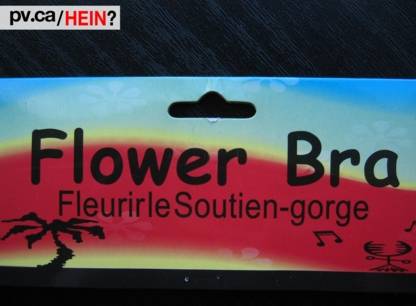 pv.ca/HEIN?
Flower Bra
FleurirleSoutien-gorge